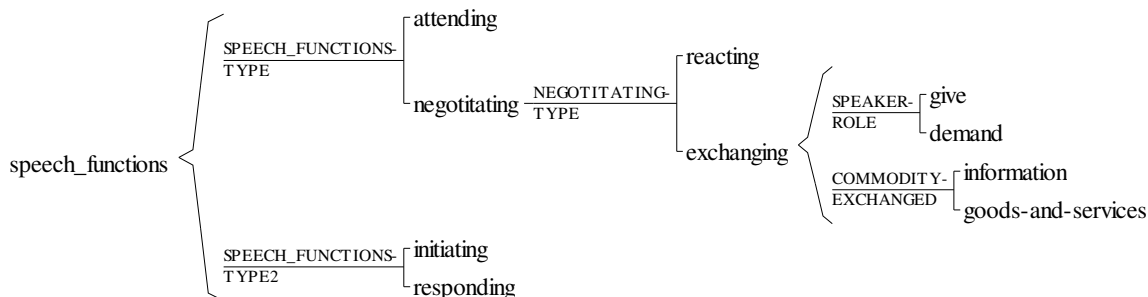 attending
SPEECH_FUNCTIONS-
TYPE
reacting
negotitating
NEGOTITATING-
TYPE
give
SPEAKER-
ROLE
demand
exchanging
speech_functions
information
COMMODITY-
EXCHANGED
goods-and-services
initiating
SPEECH_FUNCTIONS-
TYPE2
responding